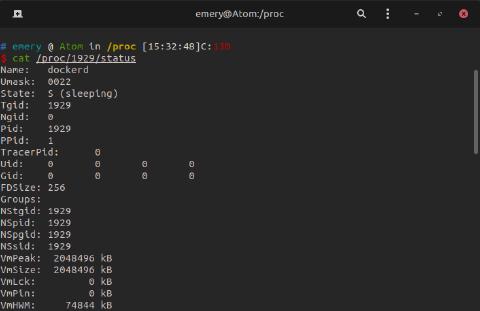 emery@Atom:/proc
# emery @ Atom in /proc [15:32:48]C:130
$ cat /proc/1929/status
Name: dockerd
Umask: 0022
State: S (sleeping)
Tgid: 1929
Ngid: 0
Pid: 1929
PPid: 1
TracerPid: 0
Uid: 0 0 0 0
Gid: 0 0 0 0
FDSize: 256
Groups:
NStgid: 1929
NSpid: 1929
NSpgid: 1929
NSsid: 1929
VmPeak: 2048496 kB
VmSize: 2048496 kB
VmLck: 0 kB
VmPin: 0 kB
VmHWM: 74844 kB